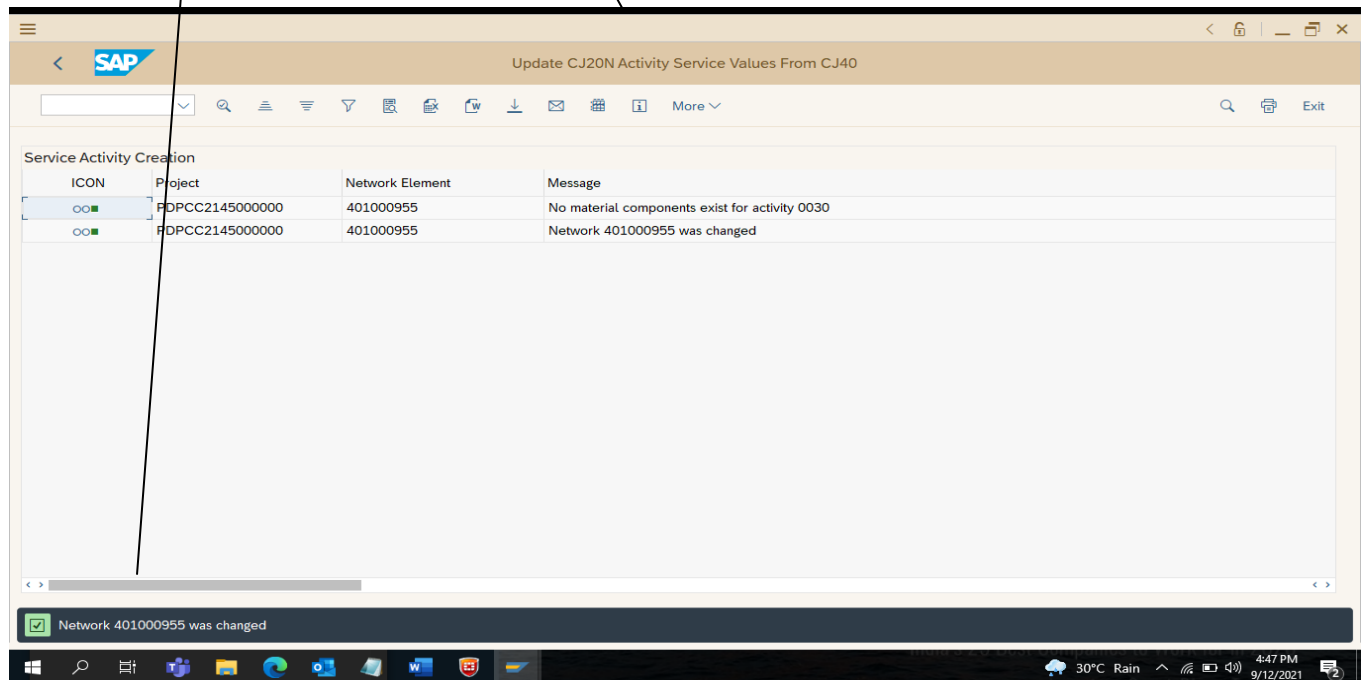 SAP
Update CJ20N Activity Service Values From CJ40
More
Exit
Service Activity Creation
ICON Project Network Element Message
PDPCC2145000000 401000955 No material components exist for activity 0030
PDPCC2145000000 401000955 Network 401000955 was changed
Network 401000955 was changed
30°C Rain
4:47 PM
9/12/2021
2